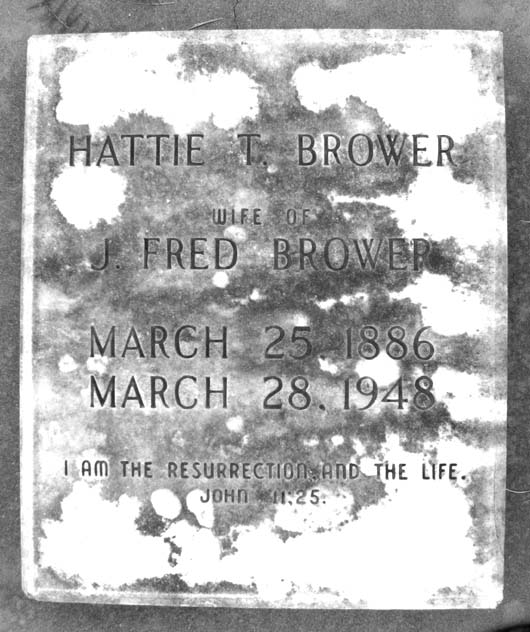 HATTIE T. BROWER
WIFE OF
J. FRED BROWER
MARCH 25, 1886
MARCH 28, 1948
I AM THE RESURRECTION, AND THE LIFE.
JOHN 11:25.